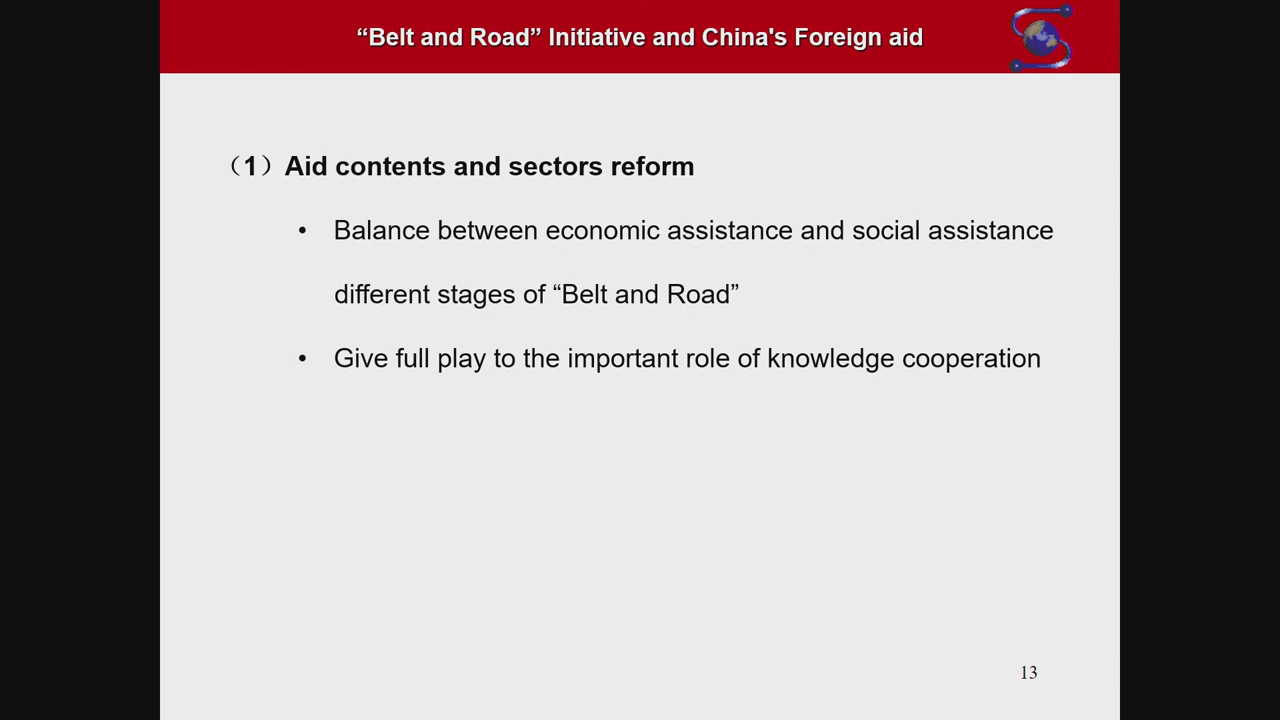 “Belt and Road” Initiative and China's Foreign aid
（1）Aid contents and sectors reform
• Balance between economic assistance and social assistance
different stages of “Belt and Road”
• Give full play to the important role of knowledge cooperation
13